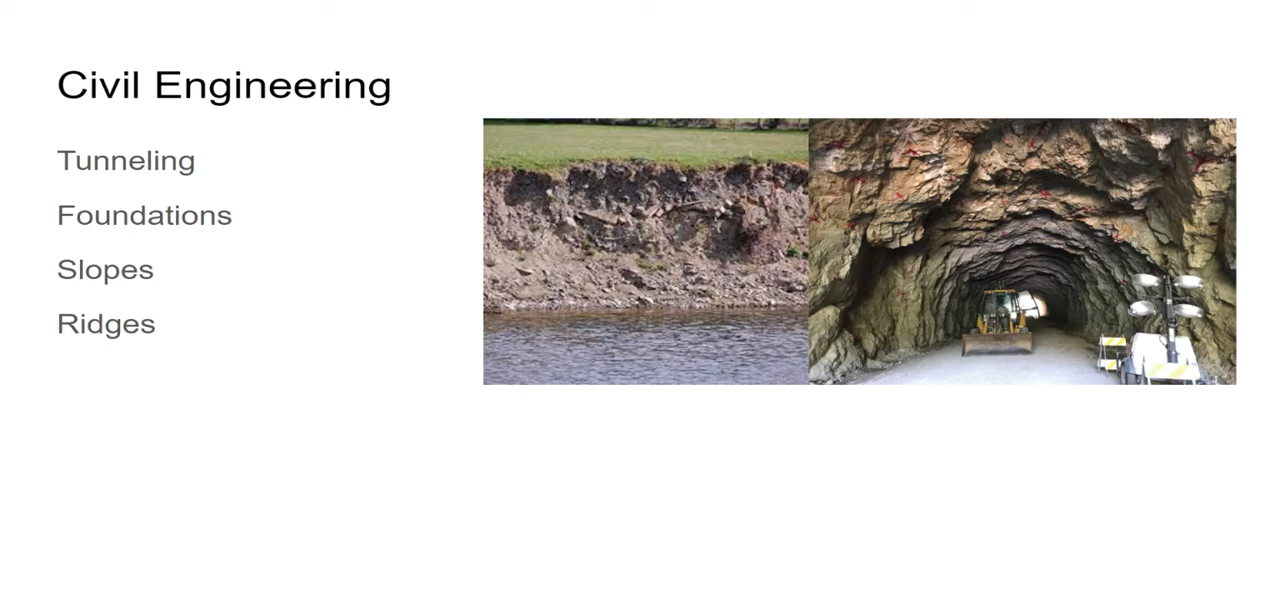 Civil Engineering
Tunneling
Foundations
Slopes
Ridges